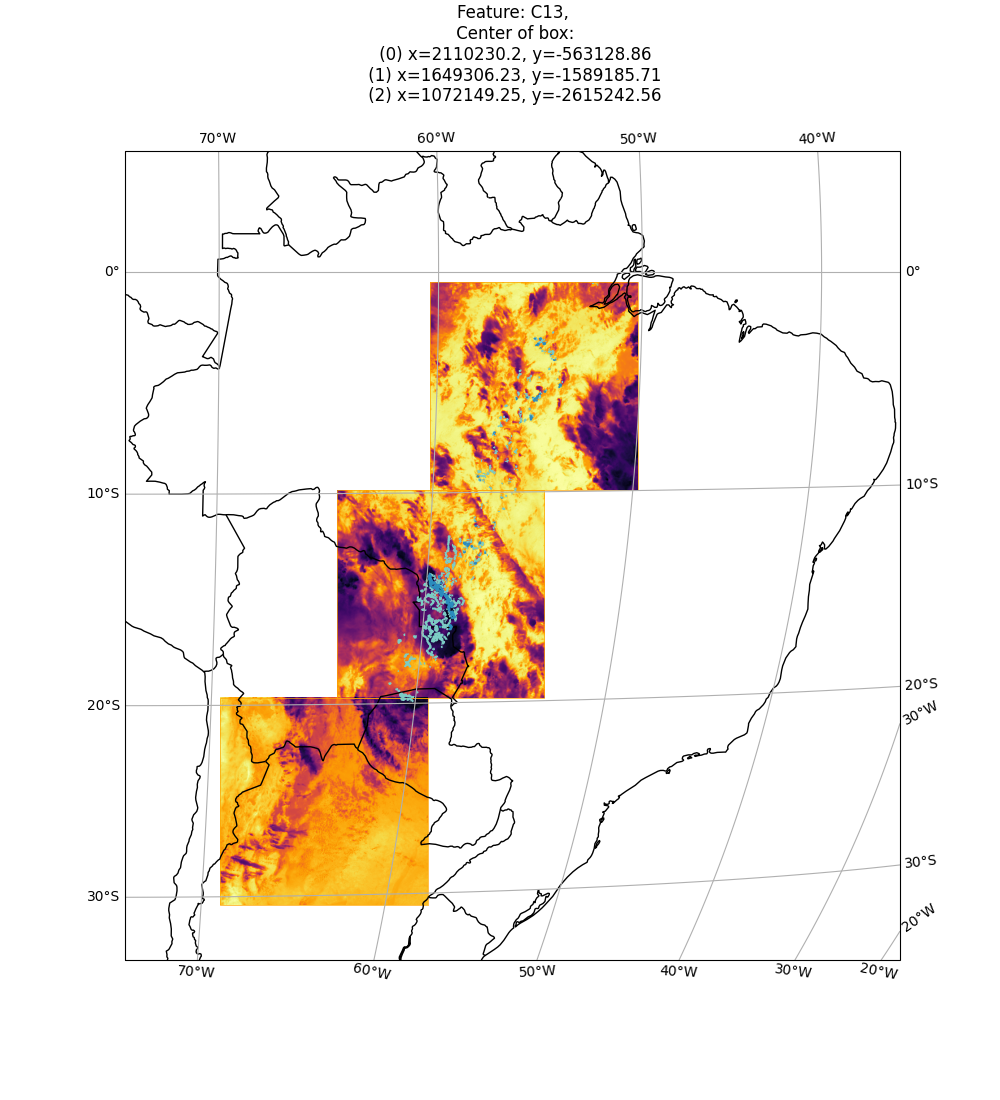 Feature: C13,
Center of box:
(0) x=2110230.2, y=-563128.86
(1) x=1649306.23, y=-1589185.71
(2) x=1072149.25, y=-2615242.56
70°W 60°W 50°W 40°W
0° 0°
10°S 10°S
20°S 20°S
30°W
30°S 30°S
20°W
70°W 60°W 50°W 40°W 30°W 20°W